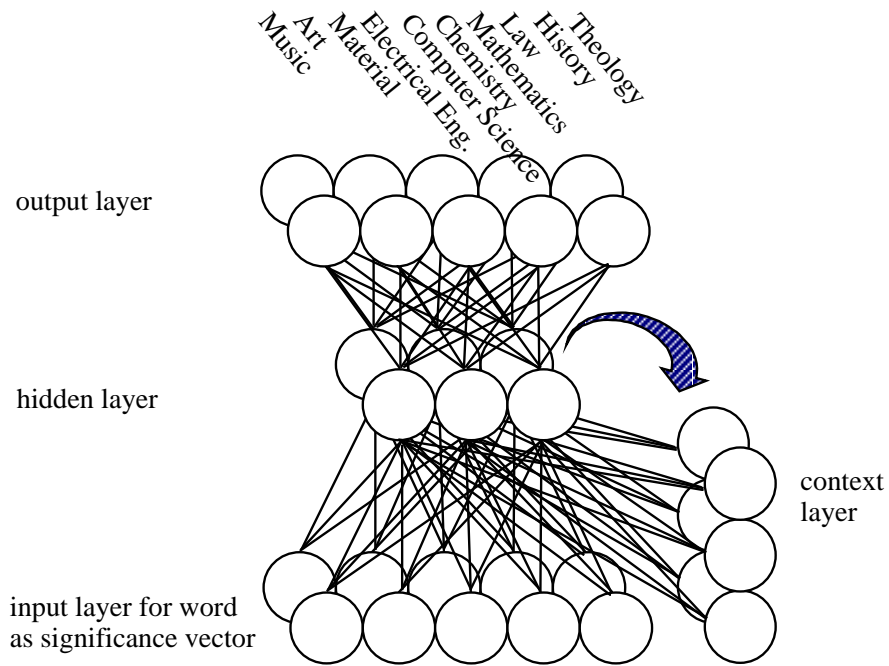 Music
Art
Material
Electrical Eng.
Computer Science
Chemistry
Mathematics
Law
History
Theology
output layer
hidden layer
context
layer
input layer for word
as significance vector